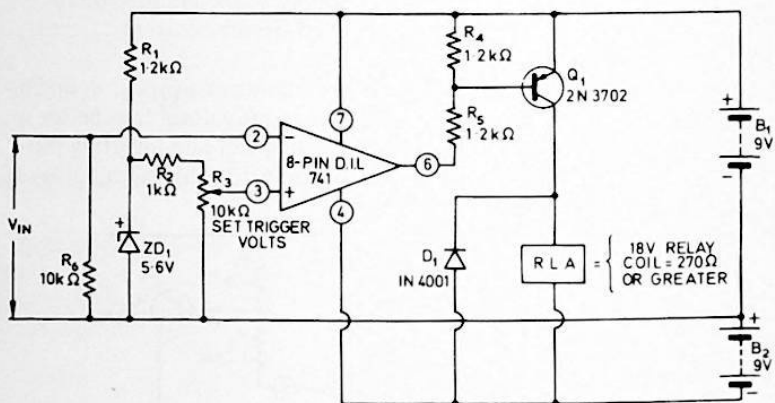 R1
1·2kΩ
R4
1·2kΩ
Q1
2N 3702
+
B1
9V
−
7
2
−
8-PIN D.I.L
741
6
R5
1·2kΩ
R2
1kΩ
R3
10kΩ
3
+
4
SET TRIGGER
VOLTS
VIN
R6
10kΩ
+
ZD1
5·6V
D1
IN 4001
RLA
=
18V RELAY
COIL = 270Ω
OR GREATER
+
B2
9V
−